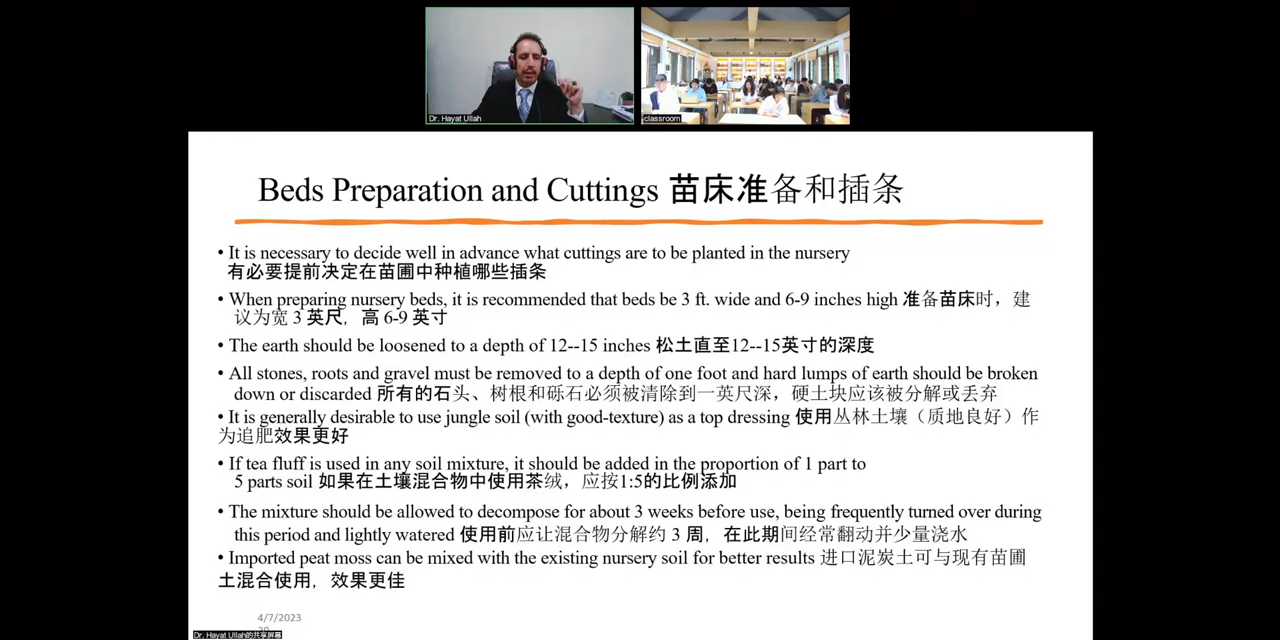 Dr. Hayat Ullah
classroom
Beds Preparation and Cuttings 苗床准备和插条
• It is necessary to decide well in advance what cuttings are to be planted in the nursery
有必要提前决定在苗圃中种植哪些插条
• When preparing nursery beds, it is recommended that beds be 3 ft. wide and 6-9 inches high 准备苗床时，建
议为宽 3 英尺，高 6-9 英寸
• The earth should be loosened to a depth of 12--15 inches 松土直至12--15英寸的深度
• All stones, roots and gravel must be removed to a depth of one foot and hard lumps of earth should be broken
down or discarded 所有的石头、树根和砾石必须被清除到一英尺深，硬土块应该被分解或丢弃
• It is generally desirable to use jungle soil (with good-texture) as a top dressing 使用丛林土壤（质地良好）作
为追肥效果更好
• If tea fluff is used in any soil mixture, it should be added in the proportion of 1 part to
5 parts soil 如果在土壤混合物中使用茶绒，应按1:5的比例添加
• The mixture should be allowed to decompose for about 3 weeks before use, being frequently turned over during
this period and lightly watered 使用前应让混合物分解约 3 周，在此期间经常翻动并少量浇水
• Imported peat moss can be mixed with the existing nursery soil for better results 进口泥炭土可与现有苗圃
土混合使用，效果更佳
4/7/2023
Dr. Hayat Ullah的共享屏幕